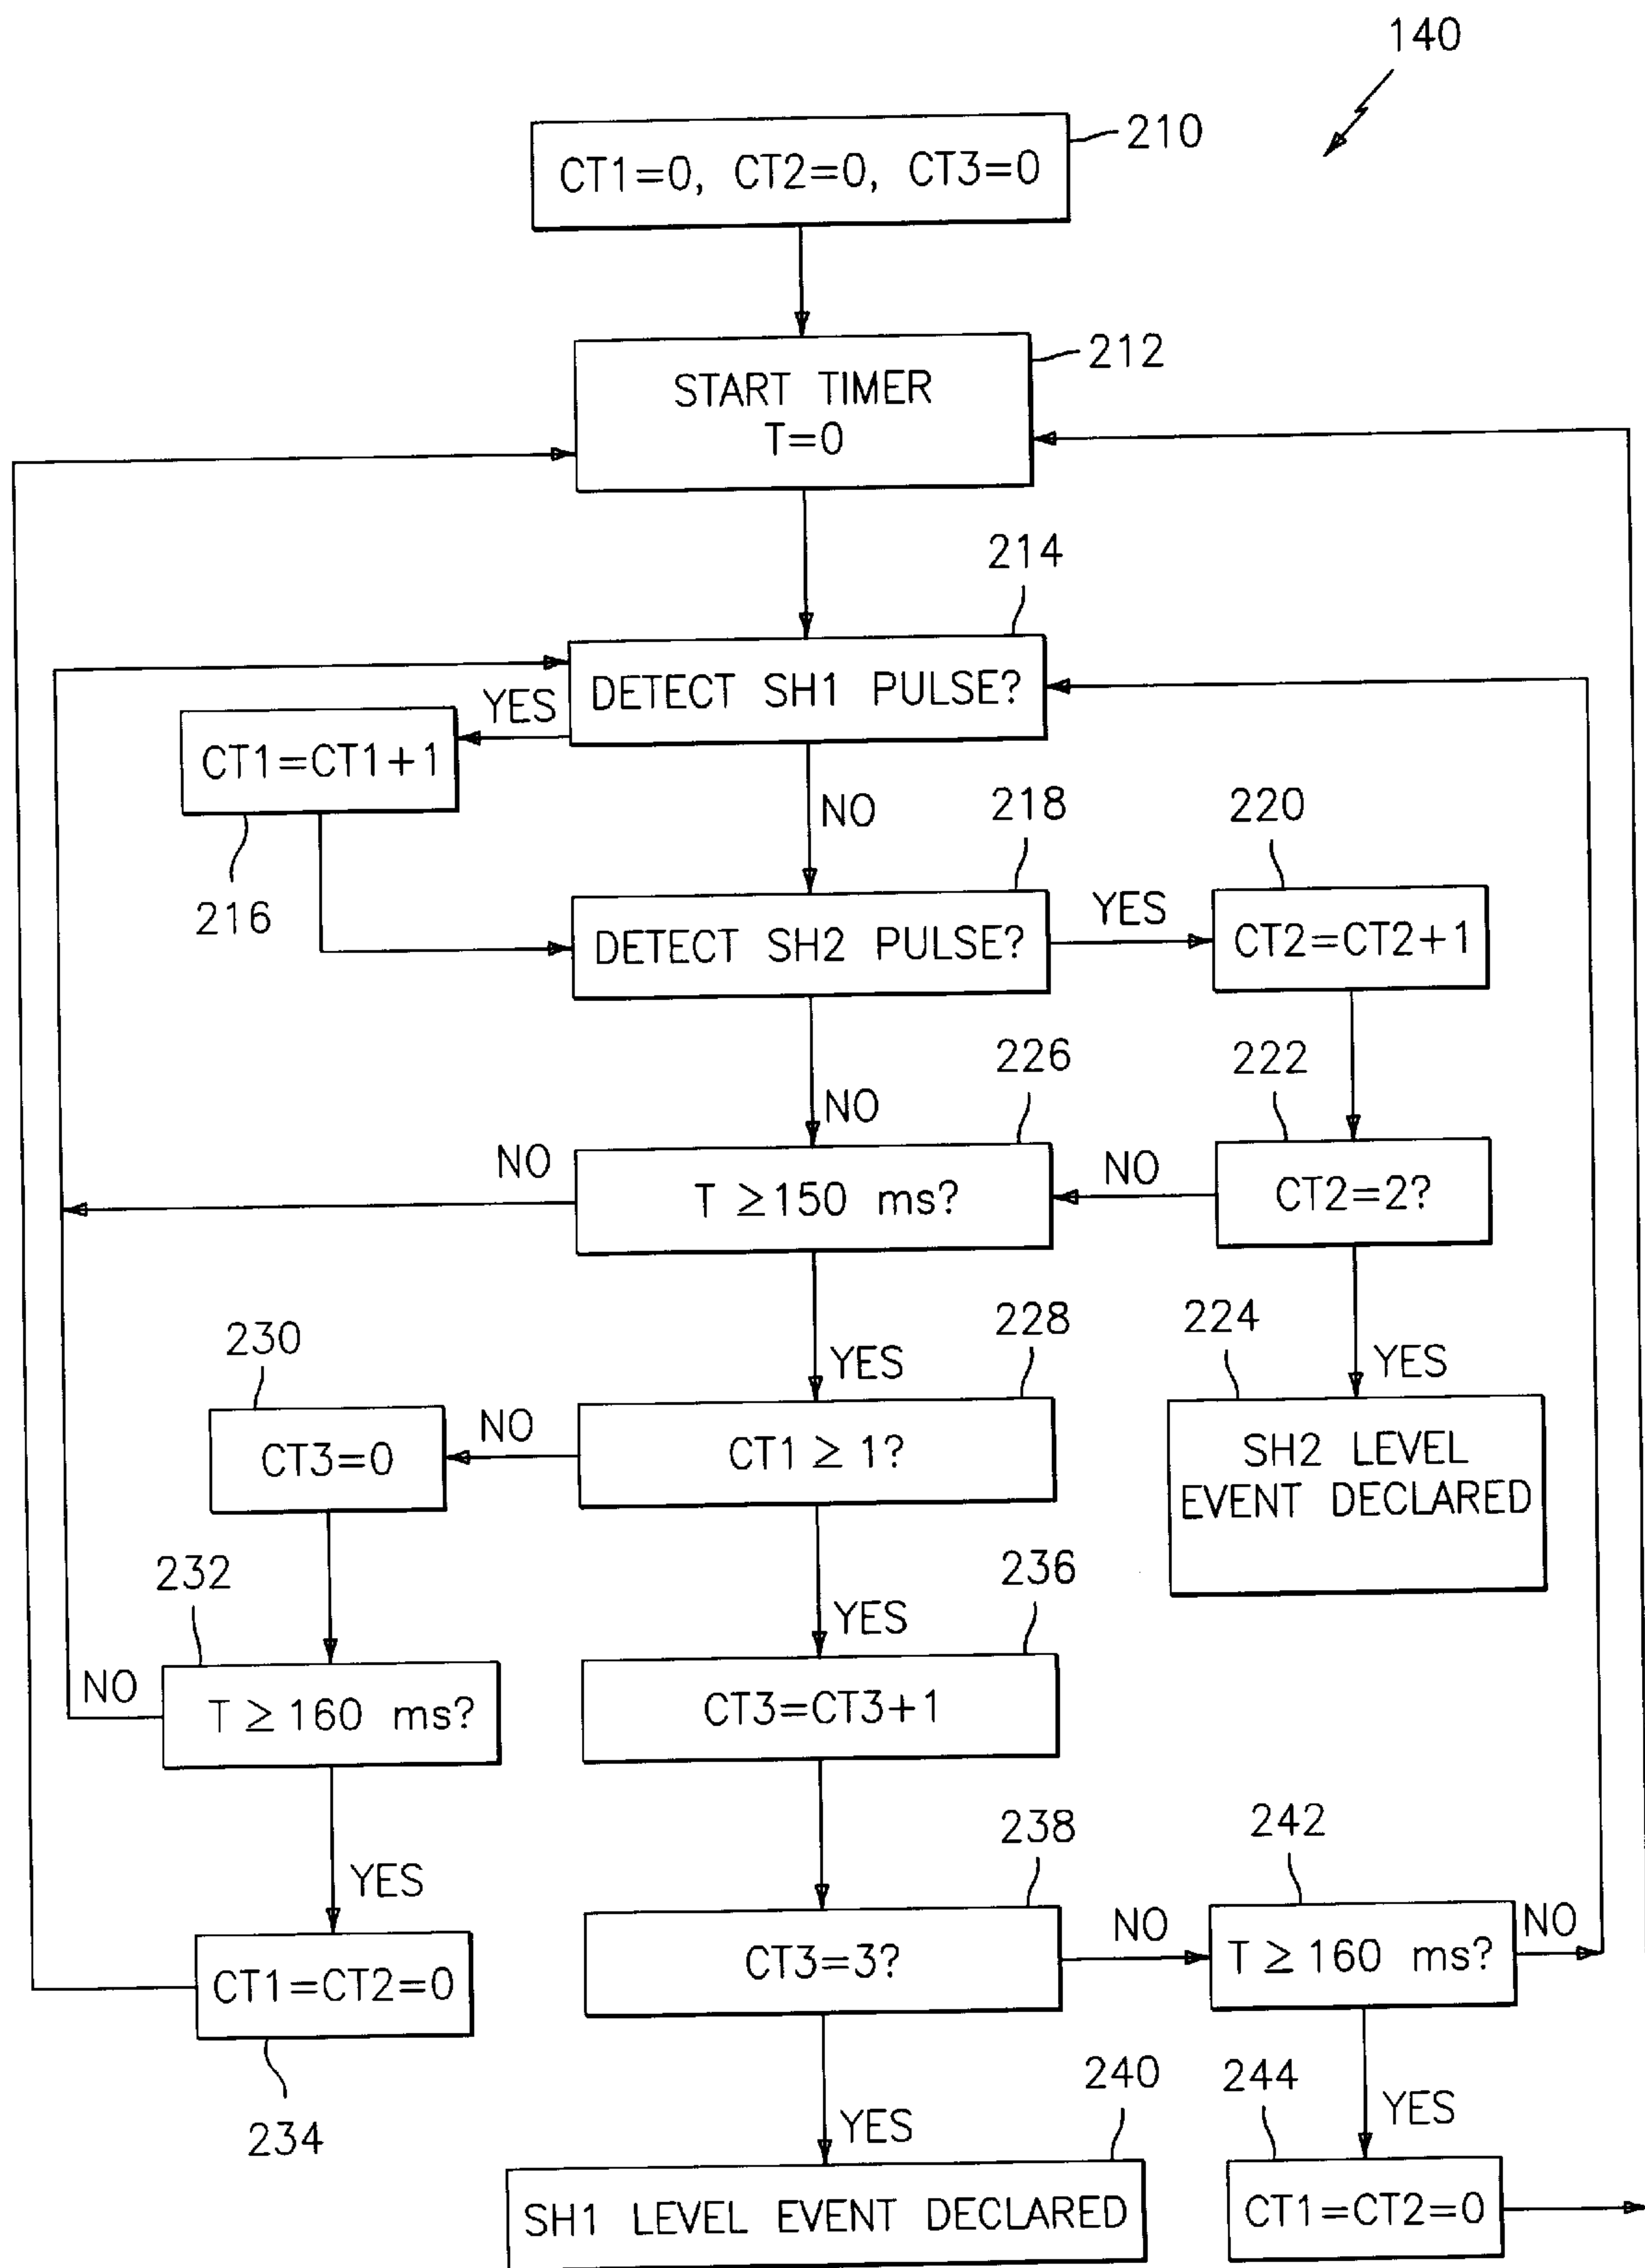 140
210
CT1=0, CT2=0, CT3=0
212
START TIMER
T=0
214
DETECT SH1 PULSE?
YES
CT1=CT1+1
216
NO
218
DETECT SH2 PULSE?
YES
220
CT2=CT2+1
NO
222
CT2=2?
NO
226
T ≥150 ms?
NO
YES
224
SH2 LEVEL
EVENT DECLARED
YES
228
CT1 ≥ 1?
NO
230
CT3=0
232
T ≥ 160 ms?
NO
YES
CT1=CT2=0
234
YES
236
CT3=CT3+1
238
CT3=3?
NO
242
T ≥ 160 ms?
NO
YES
240
SH1 LEVEL EVENT DECLARED
YES
244
CT1=CT2=0